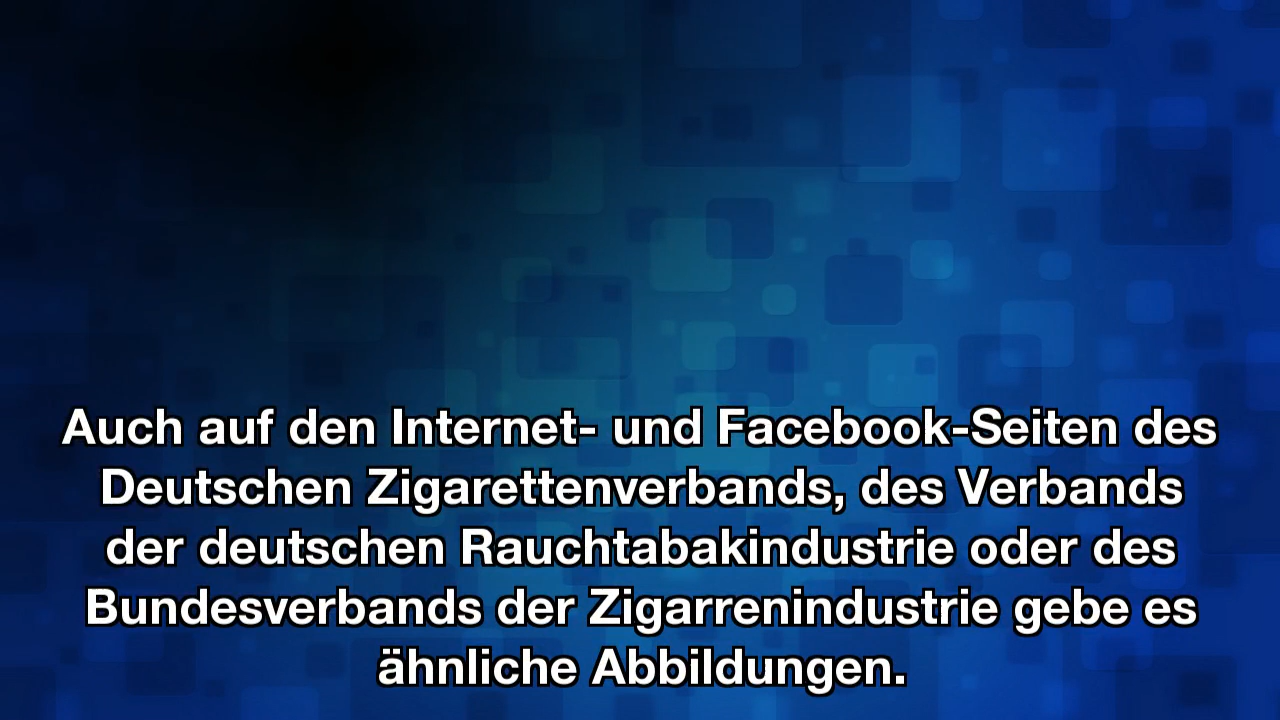 Auch auf den Internet- und Facebook-Seiten des
Deutschen Zigarettenverbands, des Verbands
der deutschen Rauchtabakindustrie oder des
Bundesverbands der Zigarrenindustrie gebe es
ähnliche Abbildungen.